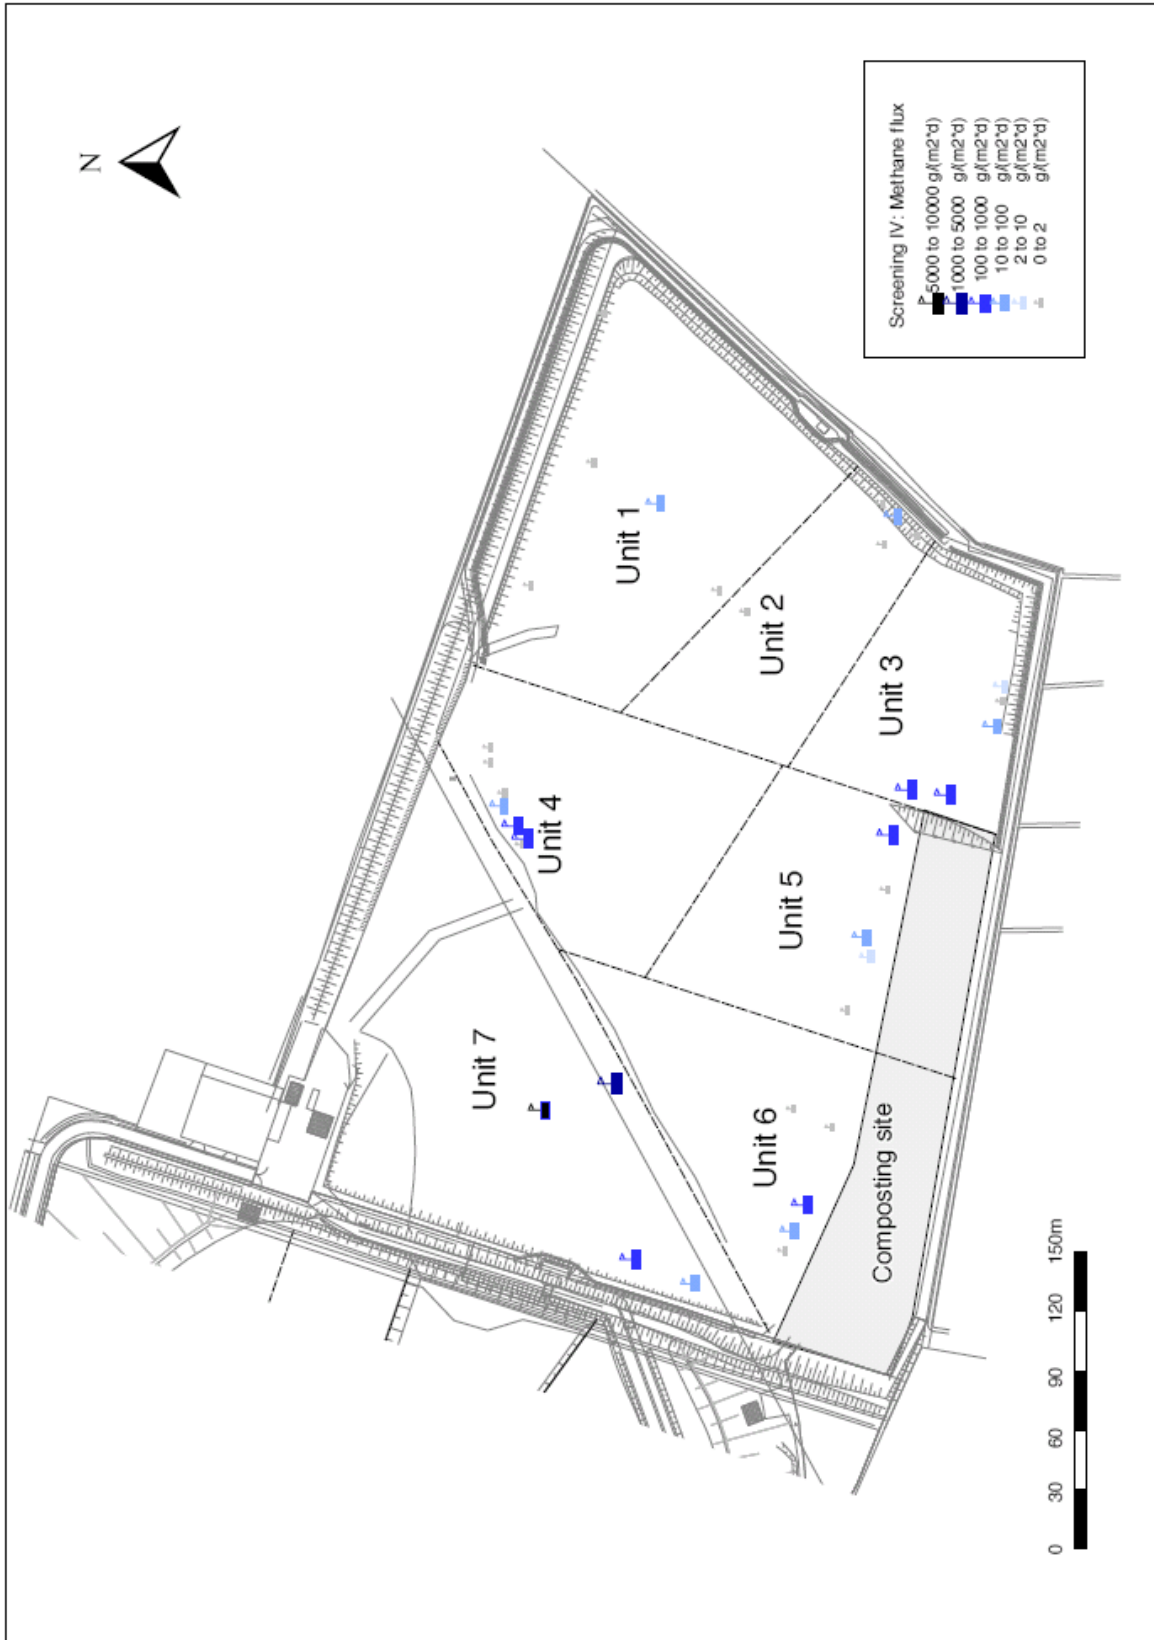 N
Screening IV: Methane flux
5000 to 10000 g/(m2*d)
1000 to 5000 g/(m2*d)
100 to 1000 g/(m2*d)
10 to 100 g/(m2*d)
2 to 10 g/(m2*d)
0 to 2 g/(m2*d)
Unit 1
Unit 2
Unit 3
Unit 4
Unit 5
Unit 6
Unit 7
Composting site
0 30 60 90 120 150m